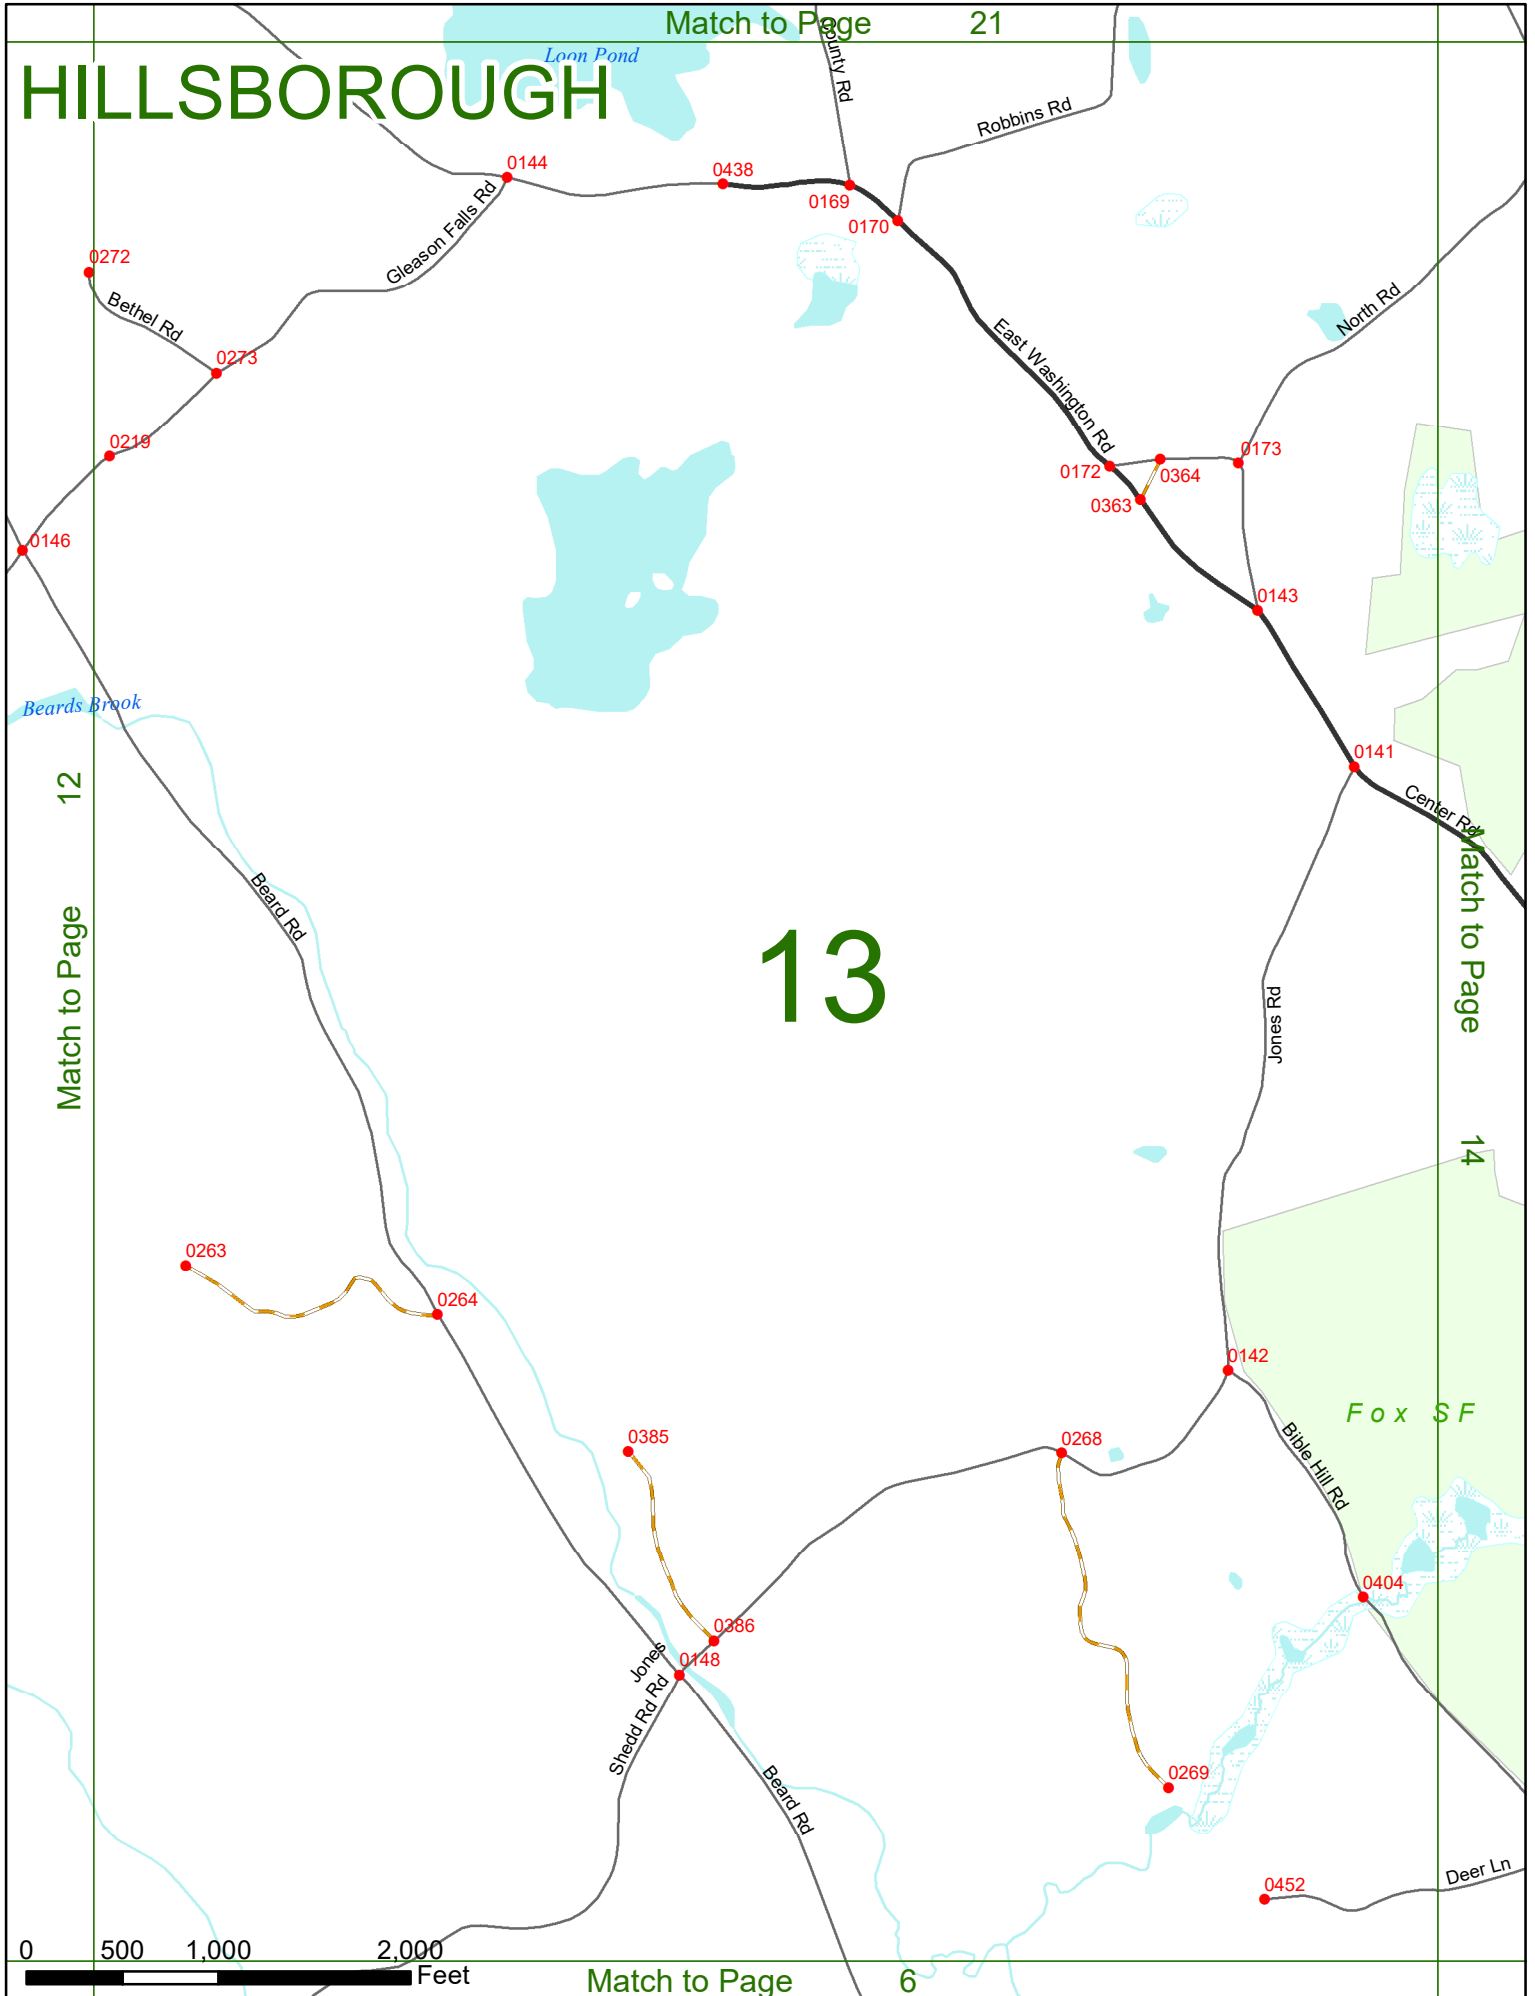 Match to Page 21
Loon Pond
HILLSBOROUGH
County Rd
Robbins Rd
0144
0438
0169
0170
Gleason Falls Rd
0272
Bethel Rd
North Rd
East Washington Rd
0273
0219
0172
0364
0173
0363
0146
0143
Beards Brook
0141
Center Rd
Match to Page 12
Match to Page 14
Beard Rd
13
Jones Rd
0263
0264
0142
Fox SF
0385
0268
Bible Hill Rd
0404
0386
Jones Rd
0148
Shedd Rd
Beard Rd
0269
Deer Ln
0452
0 500 1,000 2,000
Feet
Match to Page 6